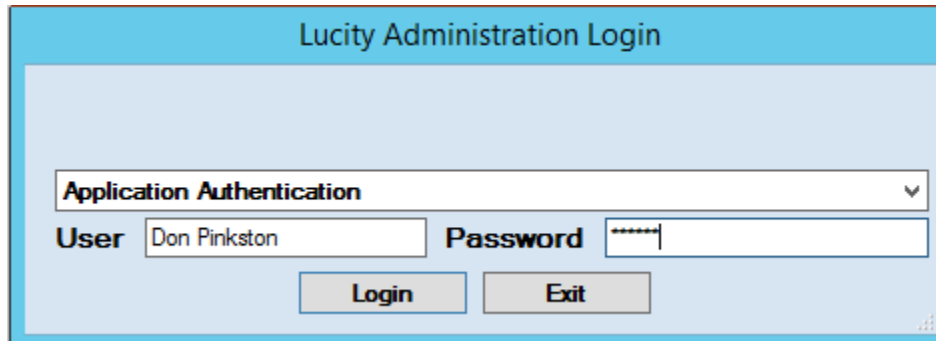 Lucity Administration Login
Application Authentication
User Don Pinkston Password ******
Login Exit